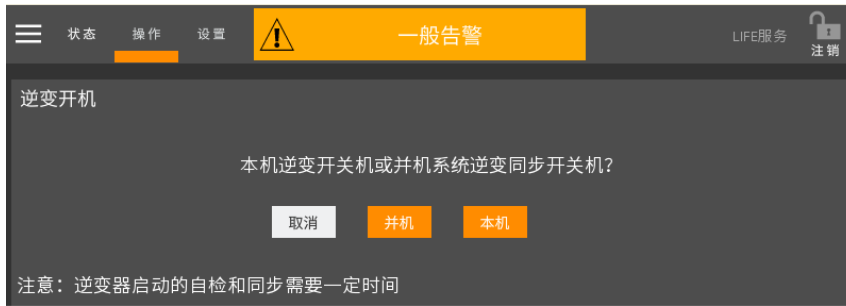 状态 操作 设置 一般告警 LIFE服务 注销
逆变开机
本机逆变开关机或并机系统逆变同步开关机?
取消 并机 本机
注意：逆变器启动的自检和同步需要一定时间